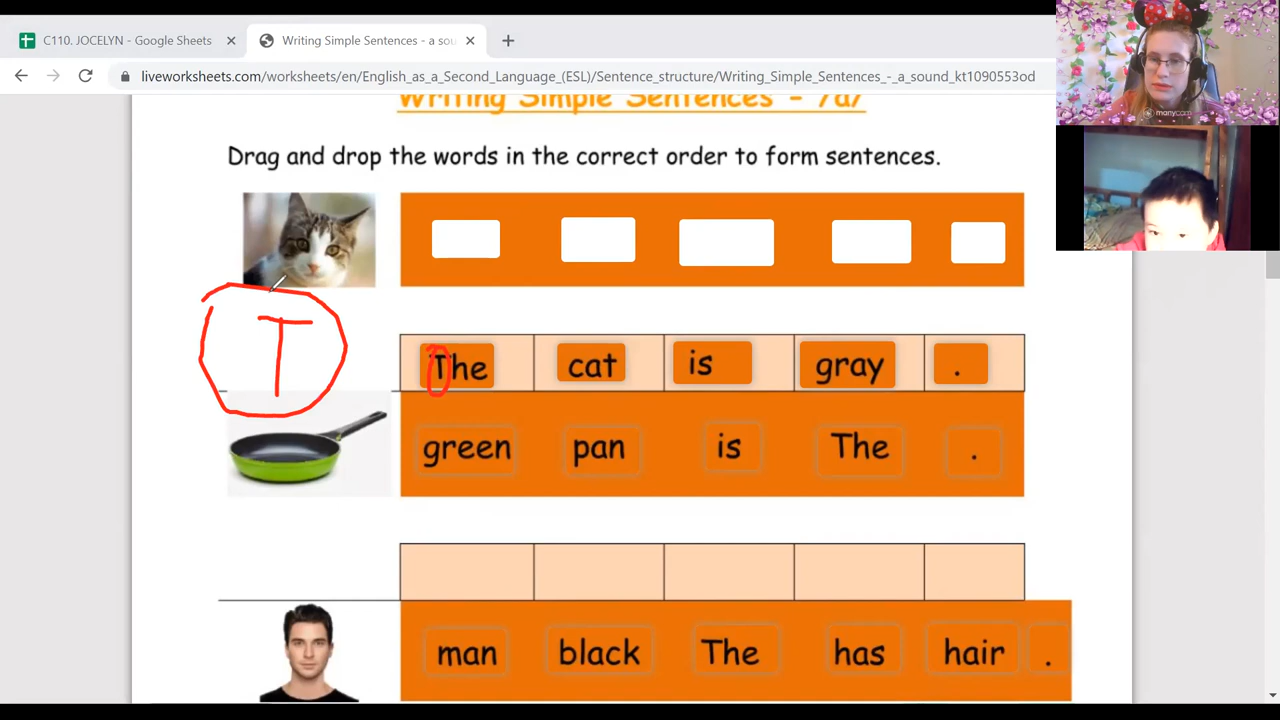 C110. JOCELYN - Google Sheets
Writing Simple Sentences - a sou
liveworksheets.com/worksheets/en/English_as_a_Second_Language_(ESL)/Sentence_structure/Writing_Simple_Sentences_-_a_sound_kt1090553od
manycam
Writing Simple Sentences - /a/
Drag and drop the words in the correct order to form sentences.
T
The cat is gray .
green pan is The .
man black The has hair .